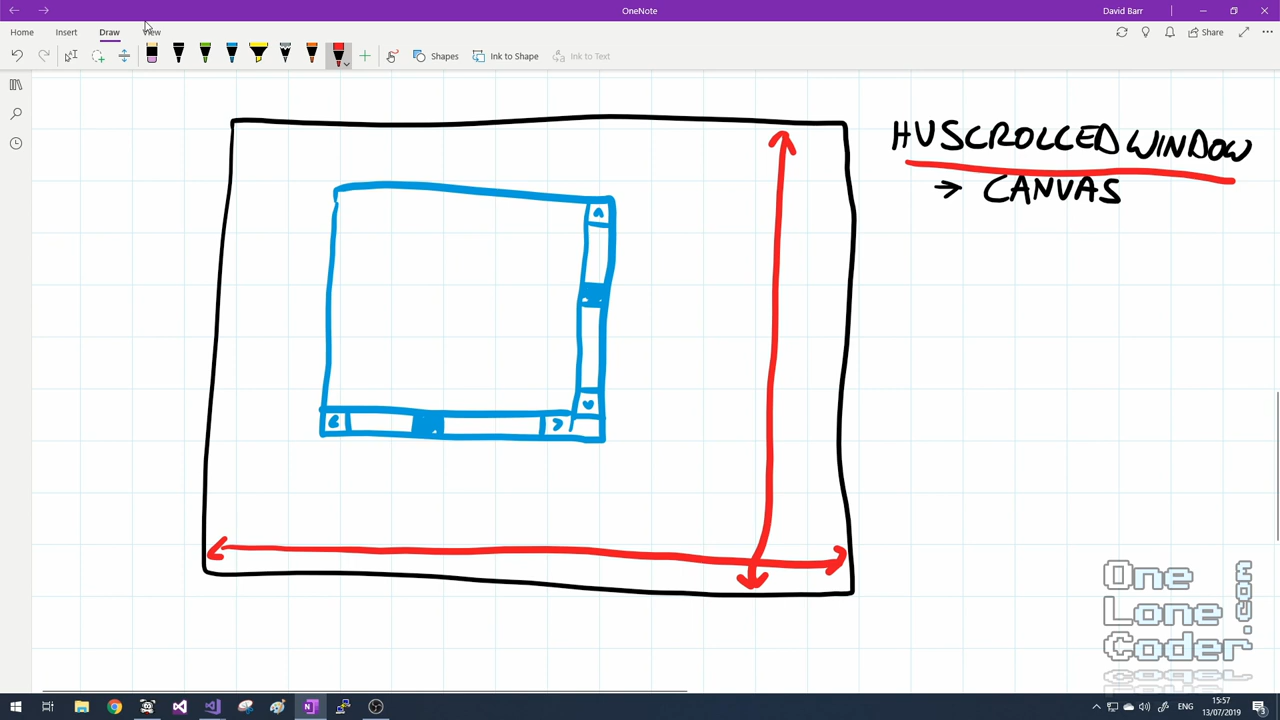 OneNote
David Barr
Home
Insert
Draw
View
Share
Shapes
Ink to Shape
Ink to Text
HVSCROLLEDWINDOW
→ CANVAS
One
Lone
Coder
.com
ENG
15:57
13/07/2019